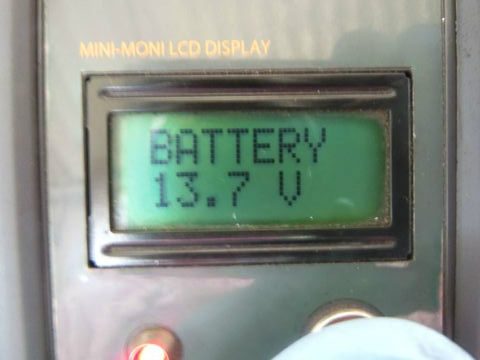 MINI-MONI LCD DISPLAY
BATTERY
13.7 V